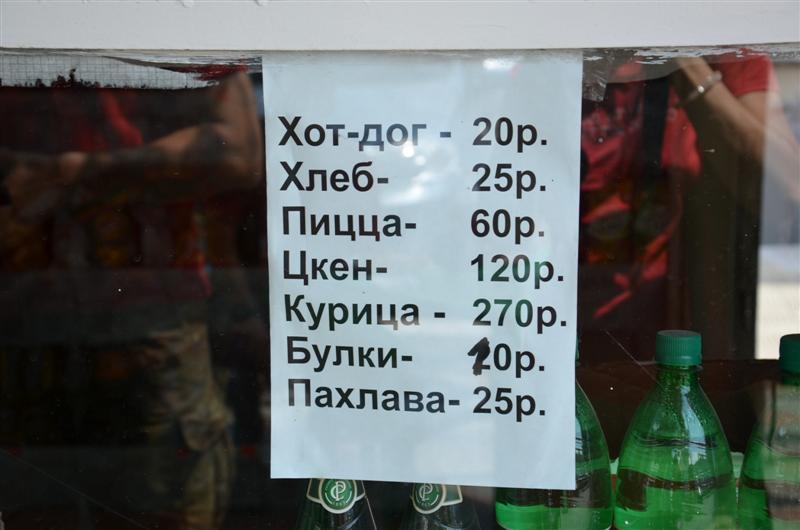 Хот-дог - 20р.
Хлеб- 25р.
Пицца- 60р.
Цкен- 120р.
Курица - 270р.
Булки- 10р.
Пахлава- 25р.